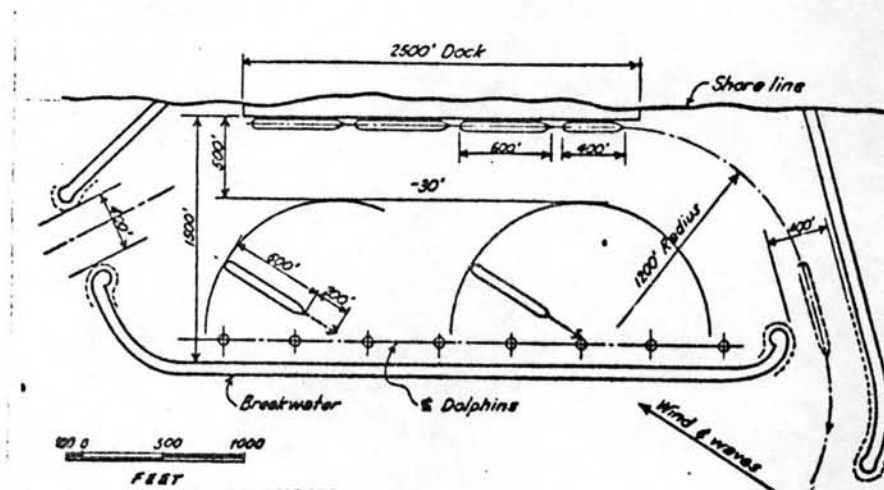 2500' Dock
Shore line
500'
600'
400'
-30'
1500'
400'
600'
300'
1200' Radius
400'
Breakwater
℄ Dolphins
Wind & waves
0 500 1000
FEET